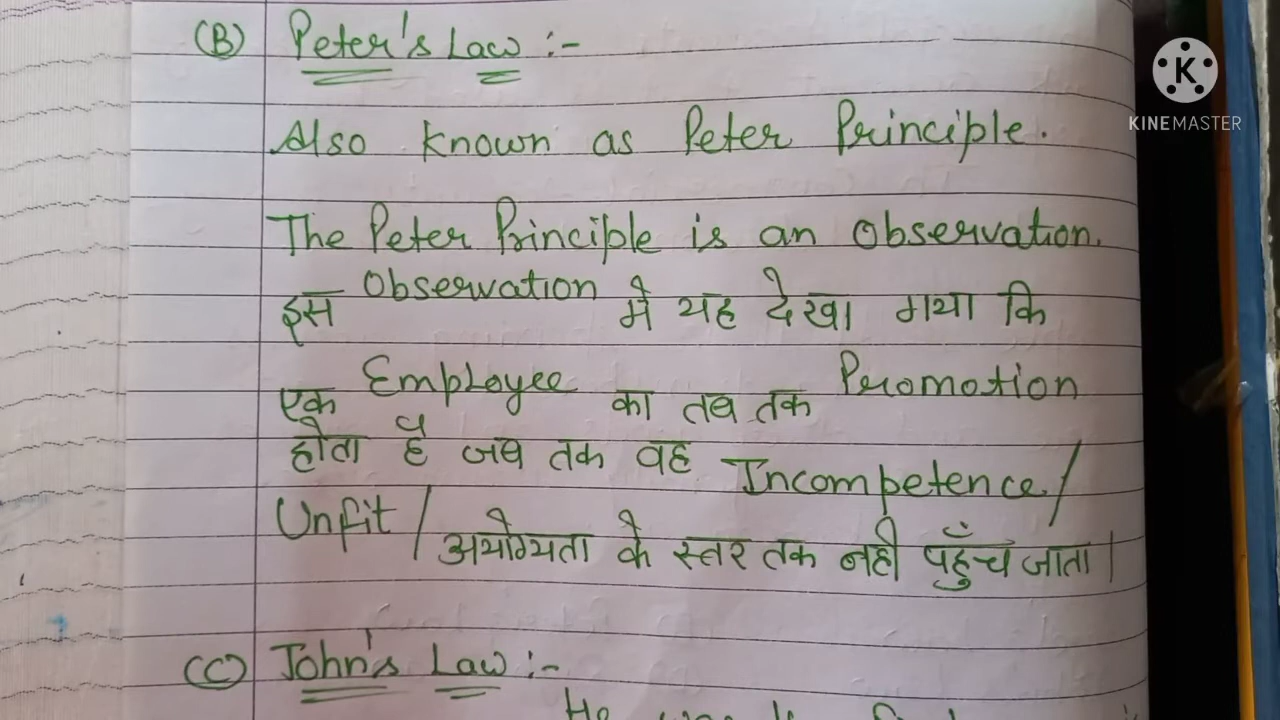 (B) Peter's Law :-
KINEMASTER
Also known as Peter Principle.
The Peter Principle is an Observation.
इस Observation में यह देखा गया कि
एक Employee का तब तक Promotion
होता है जब तक वह Incompetence/
Unfit/अयोग्यता के स्तर तक नहीं पहुँच जाता।
(C) John's Law :-
He